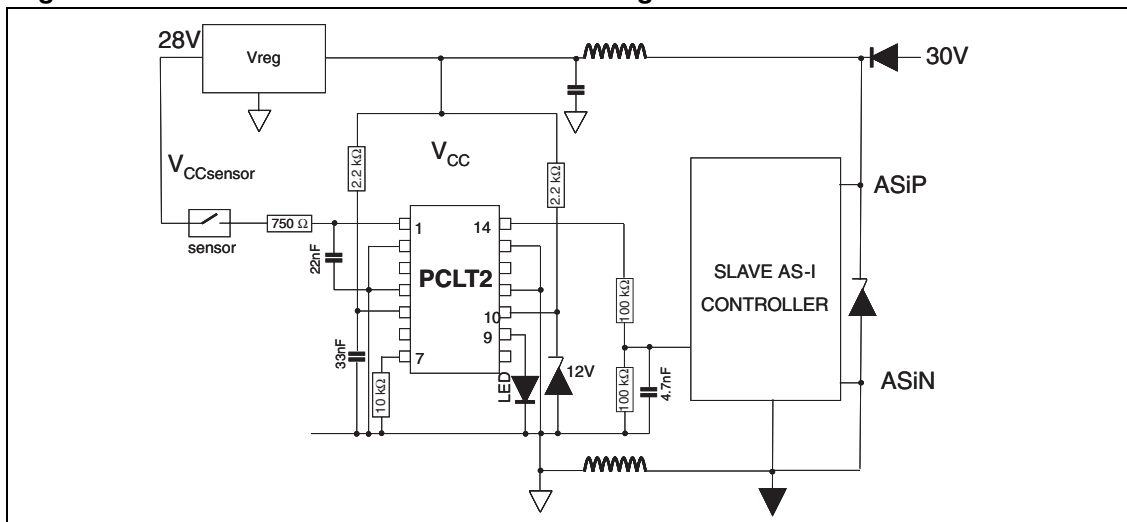 28V
Vreg
30V
VCCsensor
VCC
2.2 kΩ
2.2 kΩ
ASiP
sensor
750 Ω
22nF
1
14
PCLT2
10
9
7
SLAVE AS-I
CONTROLLER
100 kΩ
33nF
10 kΩ
LED
12V
100 kΩ
4.7nF
ASiN